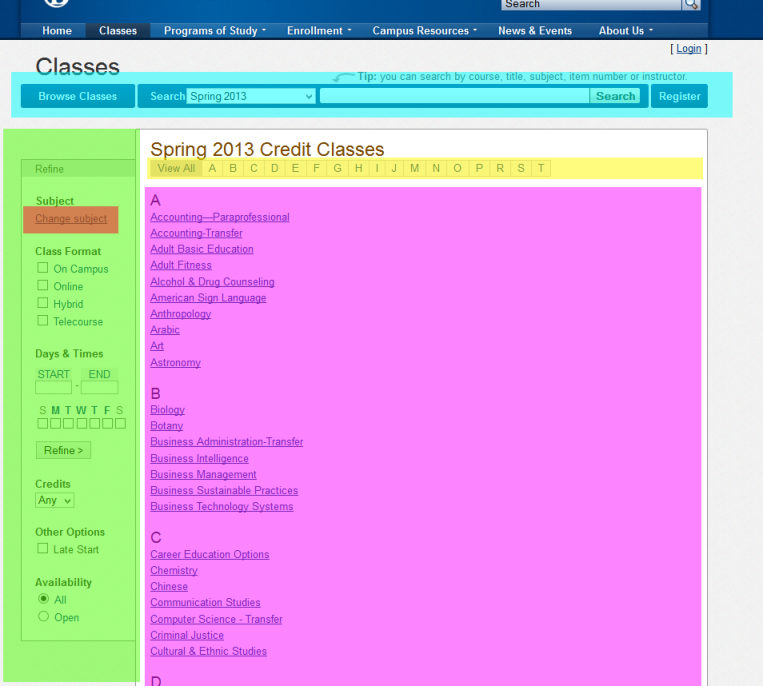 Search
Home Classes Programs of Study Enrollment Campus Resources News & Events About Us
[ Login ]
Classes
Tip: you can search by course, title, subject, item number or instructor.
Browse Classes Search Spring 2013 Search Register
Refine
Subject
Change subject
Class Format
On Campus
Online
Hybrid
Telecourse
Days & Times
START END
-
S M T W T F S
Refine >
Credits
Any
Other Options
Late Start
Availability
All
Open
Spring 2013 Credit Classes
View All A B C D E F G H I J M N O P R S T
A
Accounting—Paraprofessional
Accounting-Transfer
Adult Basic Education
Adult Fitness
Alcohol & Drug Counseling
American Sign Language
Anthropology
Arabic
Art
Astronomy
B
Biology
Botany
Business Administration-Transfer
Business Intelligence
Business Management
Business Sustainable Practices
Business Technology Systems
C
Career Education Options
Chemistry
Chinese
Communication Studies
Computer Science - Transfer
Criminal Justice
Cultural & Ethnic Studies
D